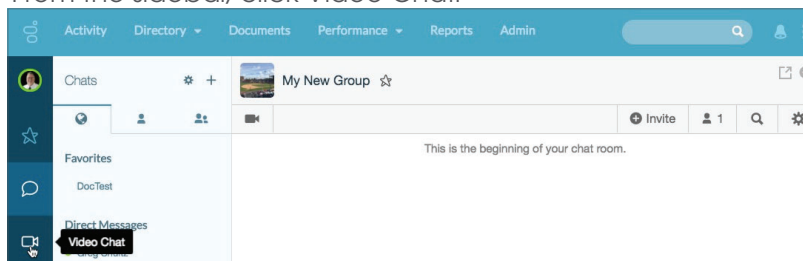 From the sidebar, click Video Chat.
Activity Directory Documents Performance Reports Admin
Chats
My New Group
Invite 1
This is the beginning of your chat room.
Favorites
DocTest
Direct Messages
Video Chat